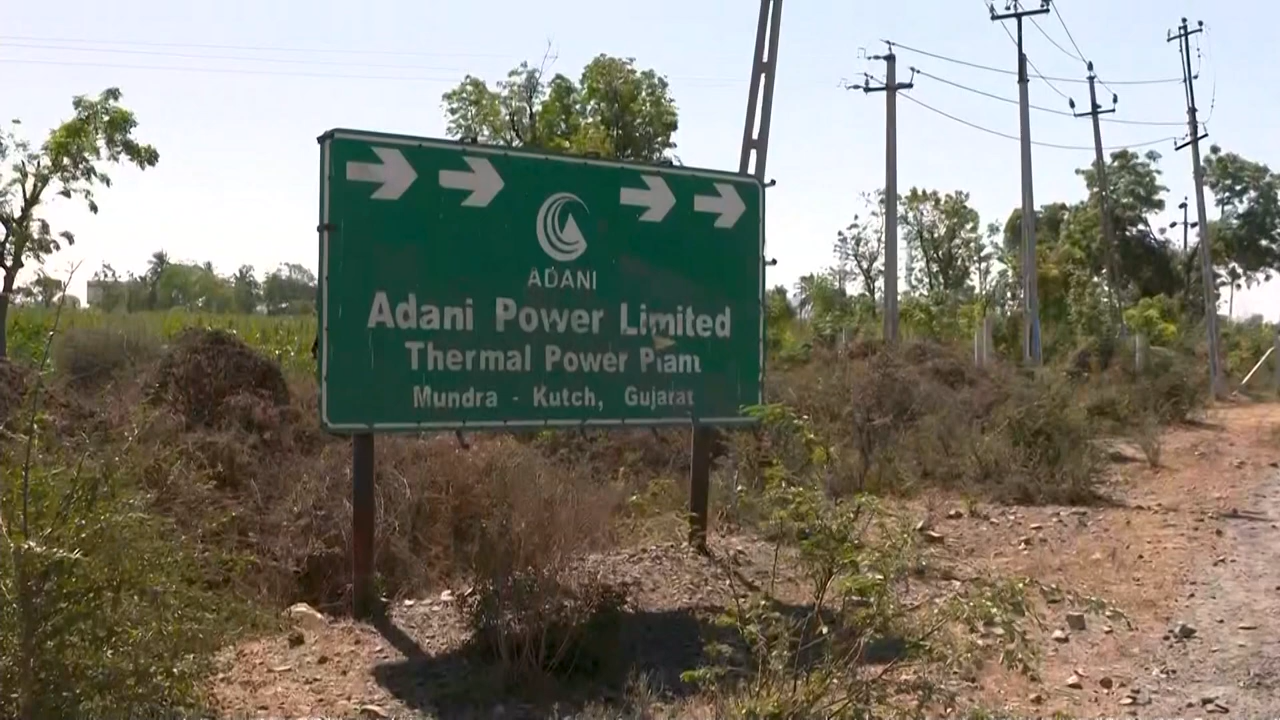 ADANI
Adani Power Limited
Thermal Power Plant
Mundra - Kutch, Gujarat